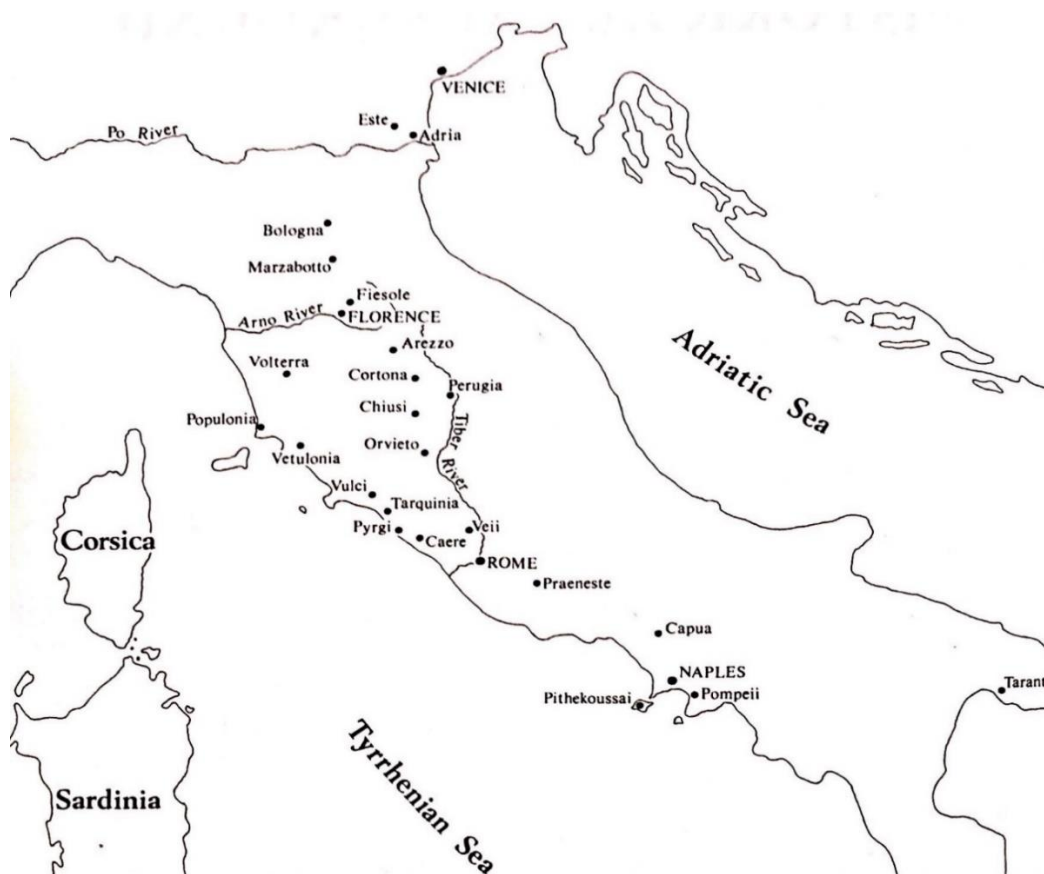 VENICE
Este
Adria
Po River
Bologna
Marzabotto
Fiesole
FLORENCE
Arno River
Arezzo
Volterra
Cortona
Perugia
Chiusi
Populonia
Tiber River
Orvieto
Vetulonia
Vulci
Tarquinia
Pyrgi
Veii
Caere
ROME
Praeneste
Capua
NAPLES
Pithekoussai
Pompeii
Tarant
Adriatic Sea
Corsica
Sardinia
Tyrrhenian Sea